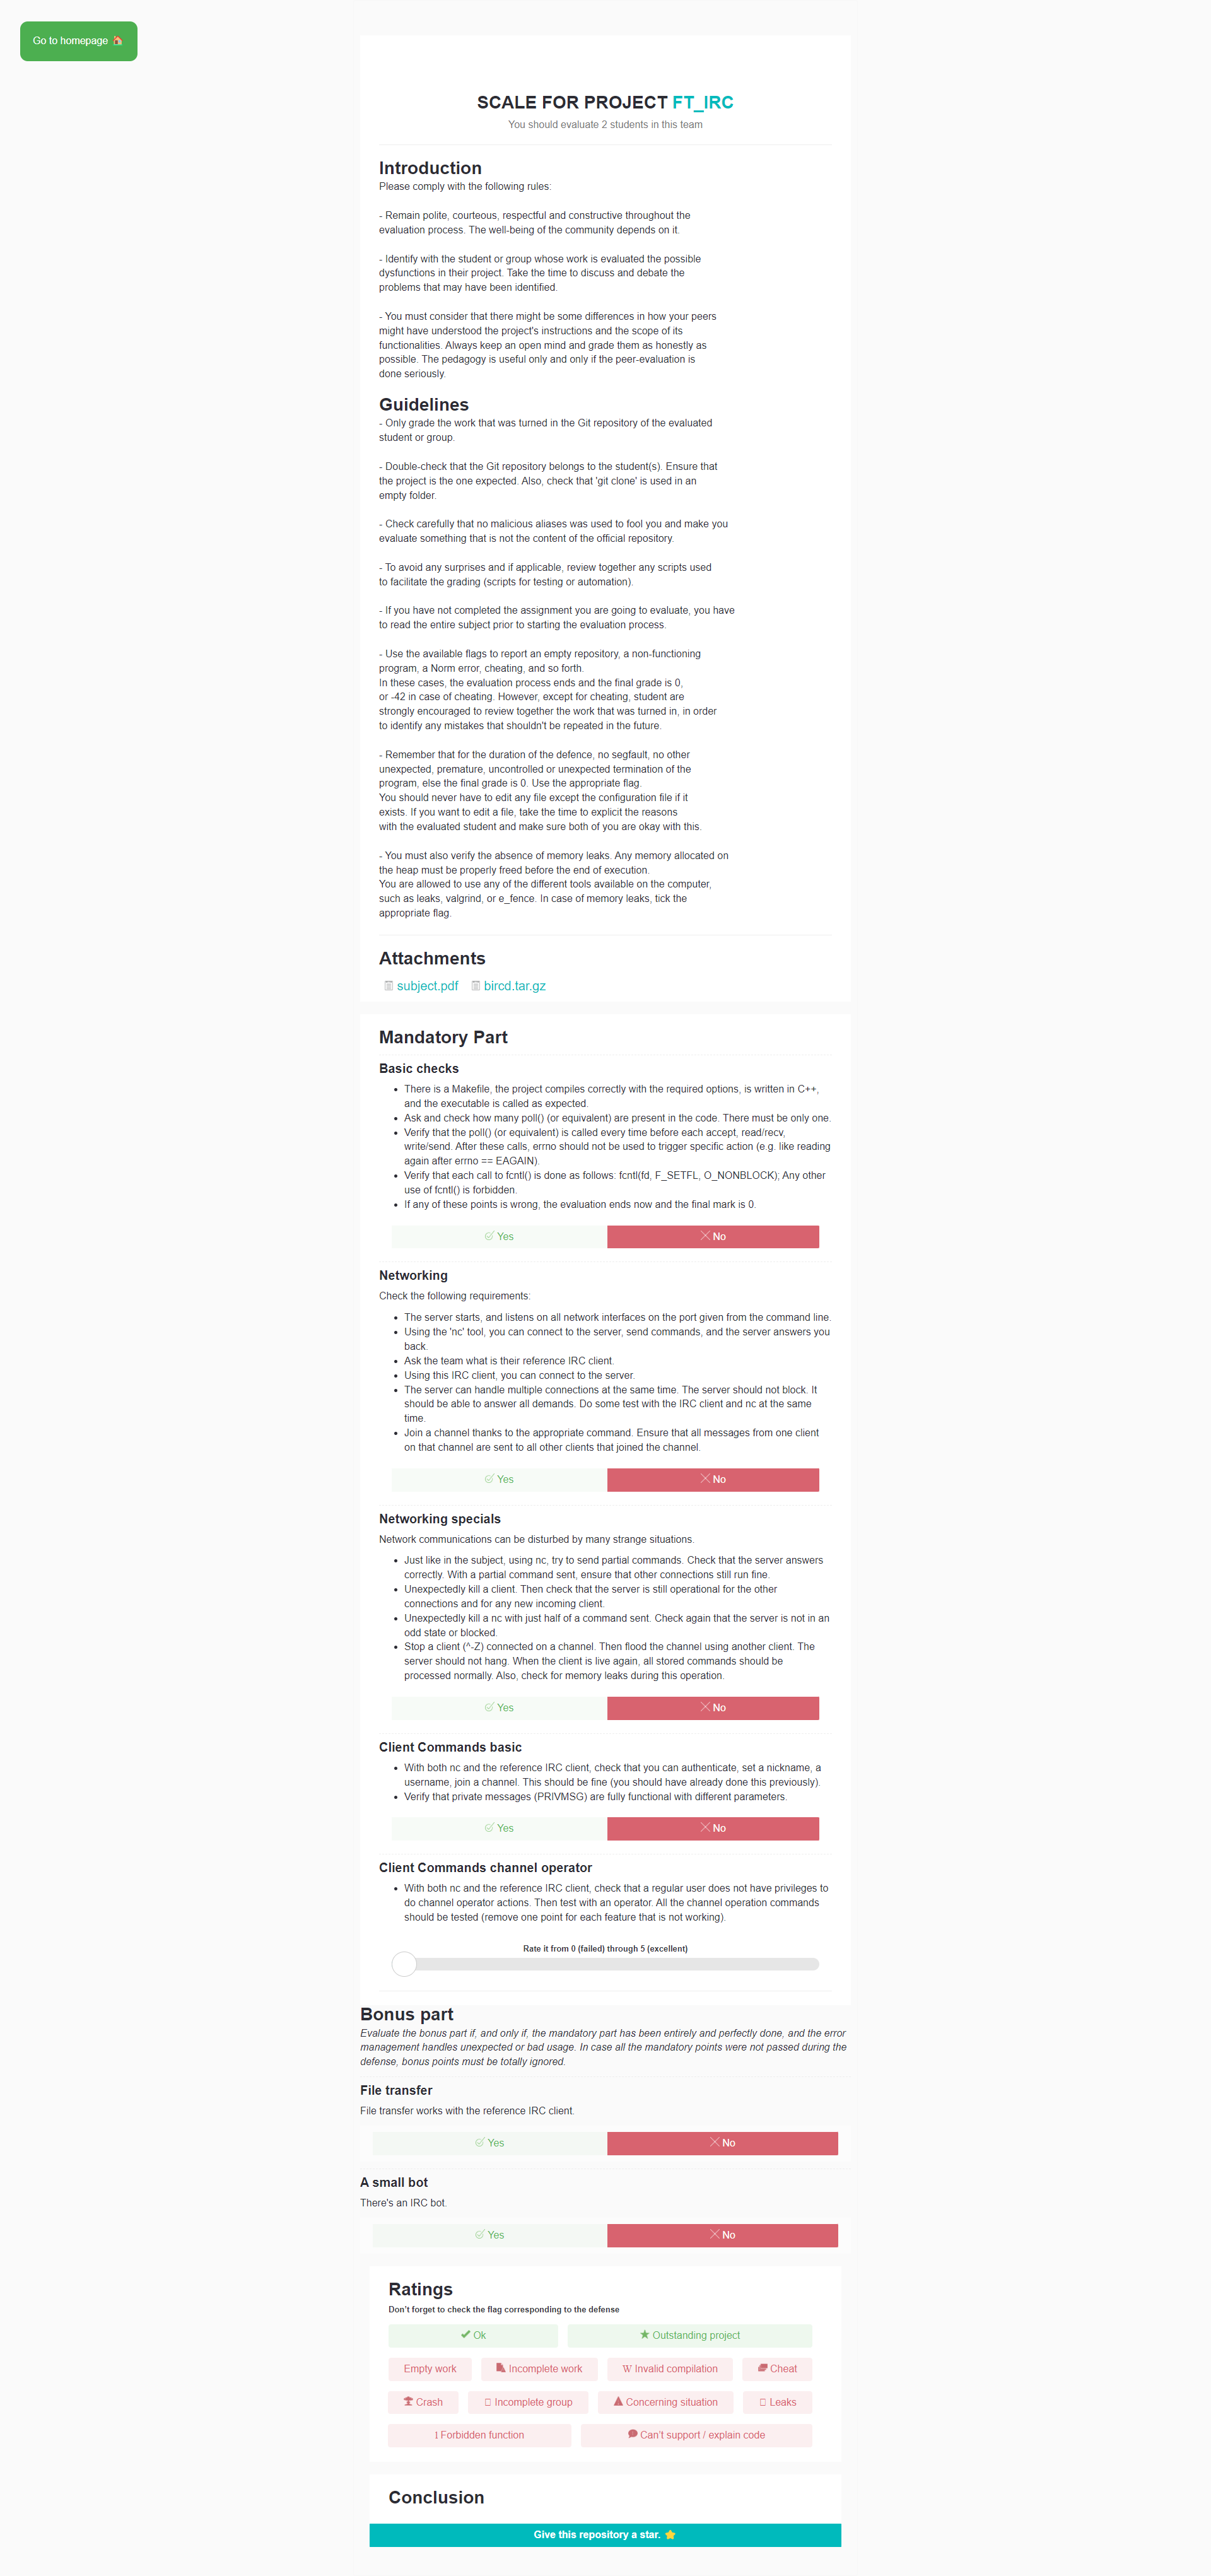 Go to homepage 🏠
SCALE FOR PROJECT FT_IRC
You should evaluate 2 students in this team
Introduction
Please comply with the following rules:
- Remain polite, courteous, respectful and constructive throughout the
evaluation process. The well-being of the community depends on it.
- Identify with the student or group whose work is evaluated the possible
dysfunctions in their project. Take the time to discuss and debate the
problems that may have been identified.
- You must consider that there might be some differences in how your peers
might have understood the project's instructions and the scope of its
functionalities. Always keep an open mind and grade them as honestly as
possible. The pedagogy is useful only and only if the peer-evaluation is
done seriously.
Guidelines
- Only grade the work that was turned in the Git repository of the evaluated
student or group.
- Double-check that the Git repository belongs to the student(s). Ensure that
the project is the one expected. Also, check that 'git clone' is used in an
empty folder.
- Check carefully that no malicious aliases was used to fool you and make you
evaluate something that is not the content of the official repository.
- To avoid any surprises and if applicable, review together any scripts used
to facilitate the grading (scripts for testing or automation).
- If you have not completed the assignment you are going to evaluate, you have
to read the entire subject prior to starting the evaluation process.
- Use the available flags to report an empty repository, a non-functioning
program, a Norm error, cheating, and so forth.
In these cases, the evaluation process ends and the final grade is 0,
or -42 in case of cheating. However, except for cheating, student are
strongly encouraged to review together the work that was turned in, in order
to identify any mistakes that shouldn't be repeated in the future.
- Remember that for the duration of the defence, no segfault, no other
unexpected, premature, uncontrolled or unexpected termination of the
program, else the final grade is 0. Use the appropriate flag.
You should never have to edit any file except the configuration file if it
exists. If you want to edit a file, take the time to explicit the reasons
with the evaluated student and make sure both of you are okay with this.
- You must also verify the absence of memory leaks. Any memory allocated on
the heap must be properly freed before the end of execution.
You are allowed to use any of the different tools available on the computer,
such as leaks, valgrind, or e_fence. In case of memory leaks, tick the
appropriate flag.
Attachments
subject.pdf bircd.tar.gz
Mandatory Part
Basic checks
• There is a Makefile, the project compiles correctly with the required options, is written in C++,
and the executable is called as expected.
• Ask and check how many poll() (or equivalent) are present in the code. There must be only one.
• Verify that the poll() (or equivalent) is called every time before each accept, read/recv,
write/send. After these calls, errno should not be used to trigger specific action (e.g. like reading
again after errno == EAGAIN).
• Verify that each call to fcntl() is done as follows: fcntl(fd, F_SETFL, O_NONBLOCK); Any other
use of fcntl() is forbidden.
• If any of these points is wrong, the evaluation ends now and the final mark is 0.
Yes No
Networking
Check the following requirements:
• The server starts, and listens on all network interfaces on the port given from the command line.
• Using the 'nc' tool, you can connect to the server, send commands, and the server answers you
back.
• Ask the team what is their reference IRC client.
• Using this IRC client, you can connect to the server.
• The server can handle multiple connections at the same time. The server should not block. It
should be able to answer all demands. Do some test with the IRC client and nc at the same
time.
• Join a channel thanks to the appropriate command. Ensure that all messages from one client
on that channel are sent to all other clients that joined the channel.
Yes No
Networking specials
Network communications can be disturbed by many strange situations.
• Just like in the subject, using nc, try to send partial commands. Check that the server answers
correctly. With a partial command sent, ensure that other connections still run fine.
• Unexpectedly kill a client. Then check that the server is still operational for the other
connections and for any new incoming client.
• Unexpectedly kill a nc with just half of a command sent. Check again that the server is not in an
odd state or blocked.
• Stop a client (^-Z) connected on a channel. Then flood the channel using another client. The
server should not hang. When the client is live again, all stored commands should be
processed normally. Also, check for memory leaks during this operation.
Yes No
Client Commands basic
• With both nc and the reference IRC client, check that you can authenticate, set a nickname, a
username, join a channel. This should be fine (you should have already done this previously).
• Verify that private messages (PRIVMSG) are fully functional with different parameters.
Yes No
Client Commands channel operator
• With both nc and the reference IRC client, check that a regular user does not have privileges to
do channel operator actions. Then test with an operator. All the channel operation commands
should be tested (remove one point for each feature that is not working).
Rate it from 0 (failed) through 5 (excellent)
Bonus part
Evaluate the bonus part if, and only if, the mandatory part has been entirely and perfectly done, and the error
management handles unexpected or bad usage. In case all the mandatory points were not passed during the
defense, bonus points must be totally ignored.
File transfer
File transfer works with the reference IRC client.
Yes No
A small bot
There's an IRC bot.
Yes No
Ratings
Don't forget to check the flag corresponding to the defense
Ok Outstanding project
Empty work Incomplete work W Invalid compilation Cheat
Crash Incomplete group Concerning situation Leaks
l Forbidden function Can't support / explain code
Conclusion
Give this repository a star. ⭐